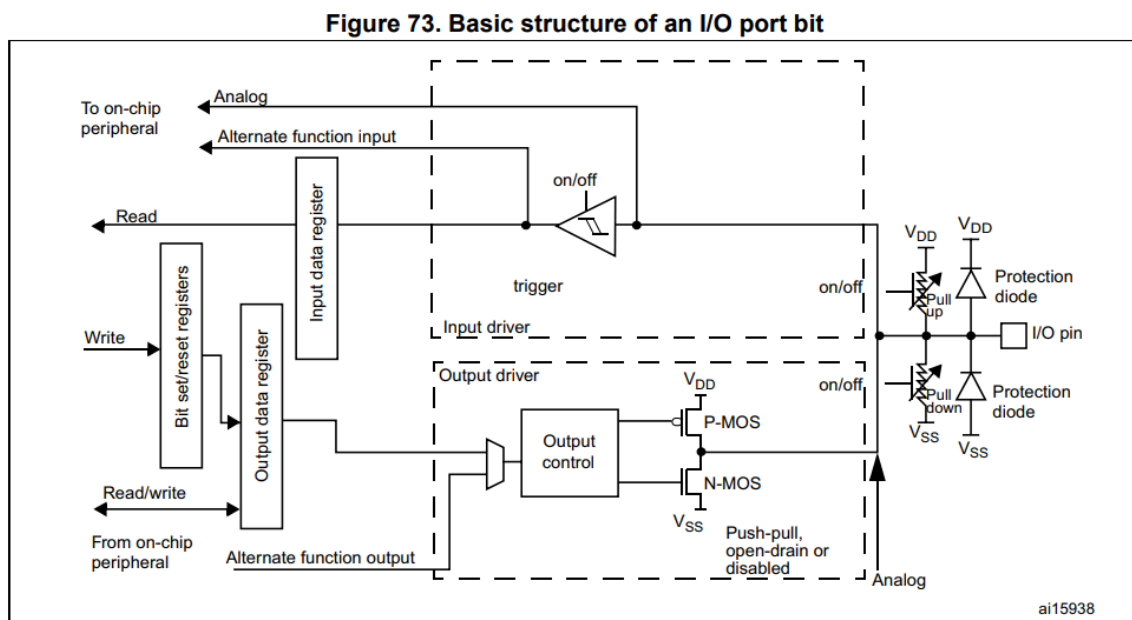 Figure 73. Basic structure of an I/O port bit
To on-chip
peripheral
Analog
Alternate function input
on/off
Read
Input data register
trigger
on/off
Input driver
VDD
VDD
Pull
up
Protection
diode
I/O pin
Write
Bit set/reset registers
Output data register
Output driver
VDD
on/off
P-MOS
Output
control
N-MOS
VSS
Pull
down
VSS
Protection
diode
VSS
Read/write
From on-chip
peripheral
Alternate function output
Push-pull,
open-drain or
disabled
Analog
ai15938